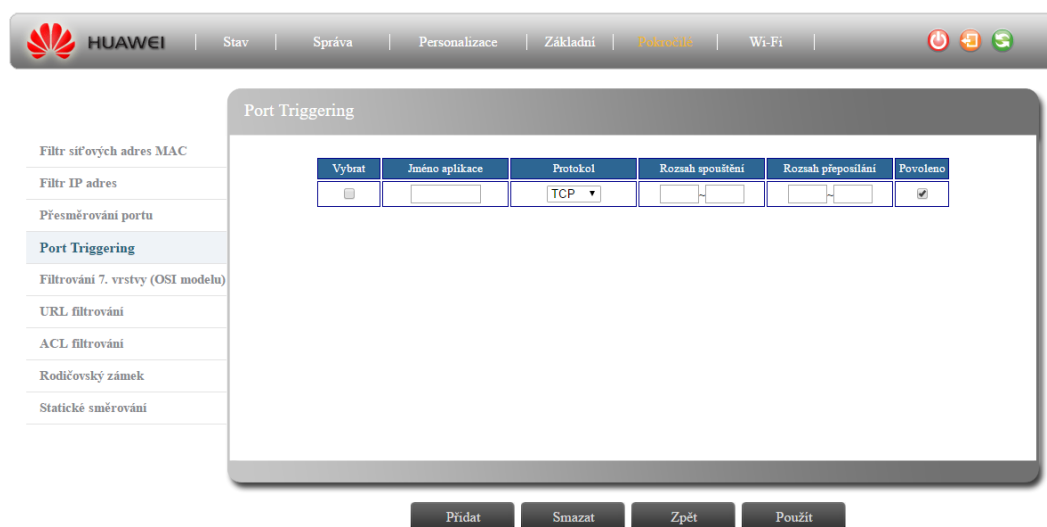 HUAWEI Stav Správa Personalizace Základní Pokročilé Wi-Fi
Port Triggering
Filtr síťových adres MAC
Filtr IP adres
Přesměrování portu
Port Triggering
Filtrování 7. vrstvy (OSI modelu)
URL filtrování
ACL filtrování
Rodičovský zámek
Statické směrování
Vybrat Jméno aplikace Protokol Rozsah spouštění Rozsah přeposílání Povoleno
TCP ~ ~
Přidat Smazat Zpět Použít